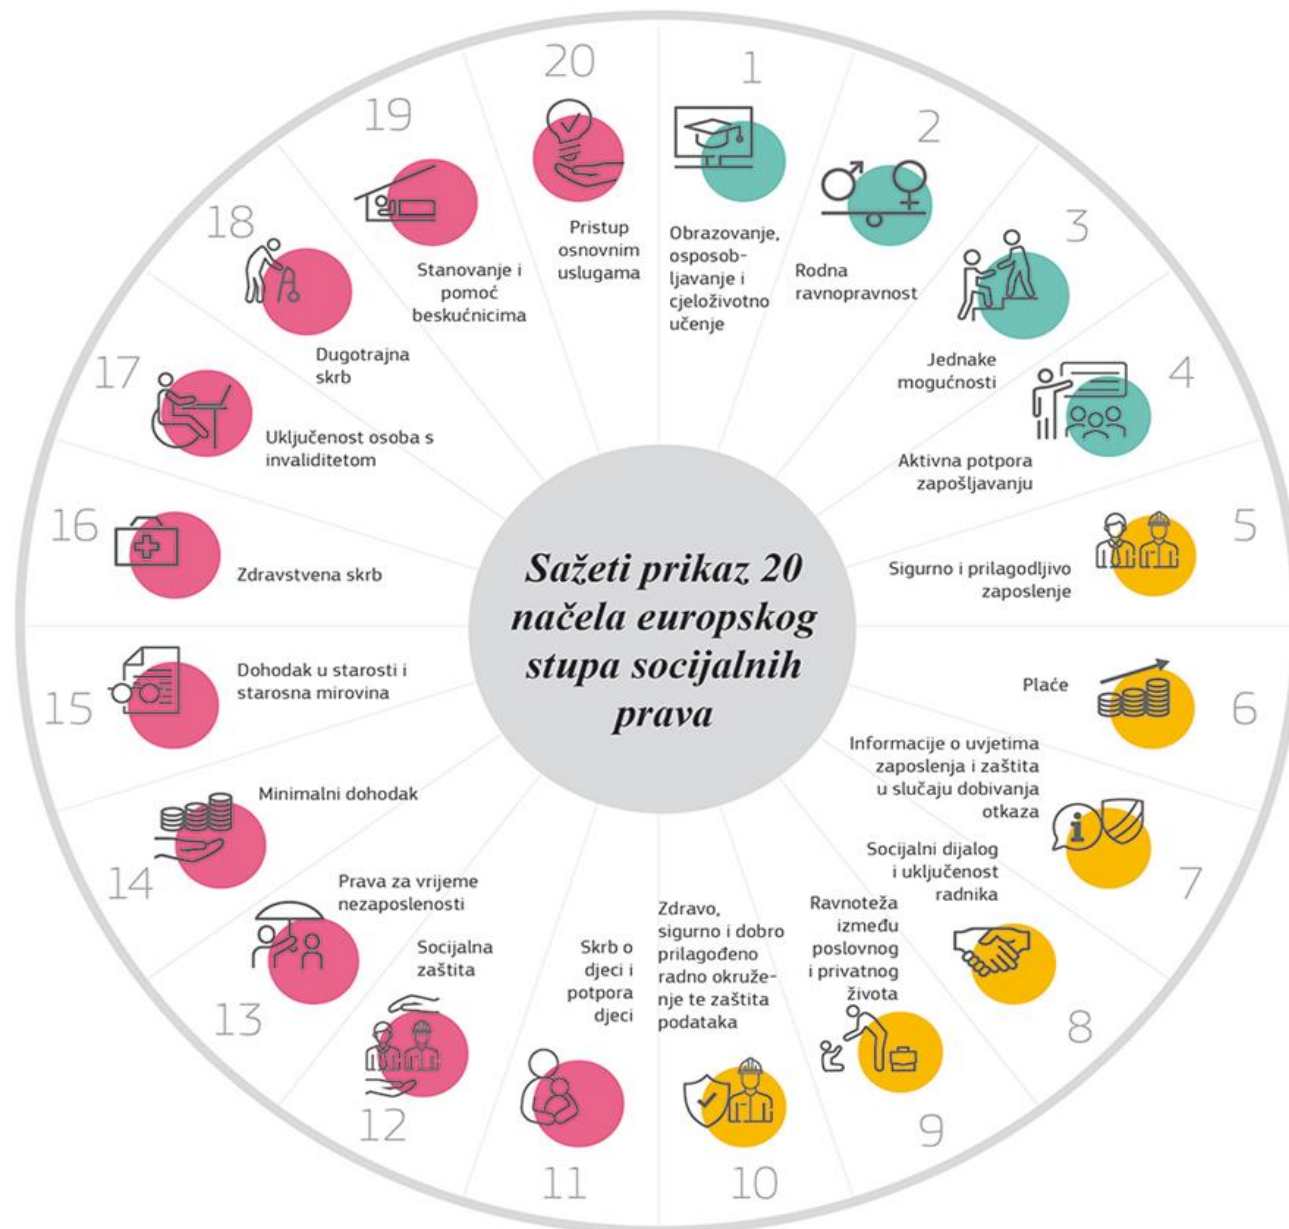 Sažeti prikaz 20
načela europskog
stupa socijalnih
prava
1
Obrazovanje,
osposob-
ljavanje i
cjeloživotno
učenje
2
Rodna
ravnopravnost
3
Jednake
mogućnosti
4
Aktivna potpora
zapošljavanju
5
Sigurno i prilagodljivo
zaposlenje
6
Plaće
7
Informacije o uvjetima
zaposlenja i zaštita
u slučaju dobivanja
otkaza
i
8
Socijalni dijalog
i uključenost
radnika
9
Ravnoteža
između
poslovnog
i privatnog
života
10
Zdravo,
sigurno i dobro
prilagođeno
radno okruže-
nje te zaštita
podataka
11
Skrb o
djeci i
potpora
djeci
12
Socijalna
zaštita
13
Prava za vrijeme
nezaposlenosti
14
Minimalni dohodak
15
Dohodak u starosti i
starosna mirovina
16
Zdravstvena skrb
17
Uključenost osoba s
invaliditetom
18
Dugotrajna
skrb
19
Stanovanje i
pomoć
beskućnicima
20
Pristup
osnovnim
uslugama